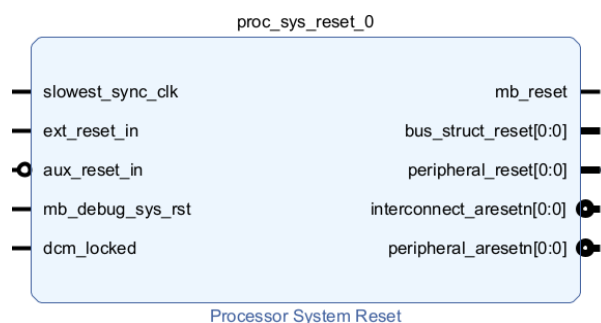 proc_sys_reset_0
slowest_sync_clk
ext_reset_in
aux_reset_in
mb_debug_sys_rst
dcm_locked
mb_reset
bus_struct_reset[0:0]
peripheral_reset[0:0]
interconnect_aresetn[0:0]
peripheral_aresetn[0:0]
Processor System Reset